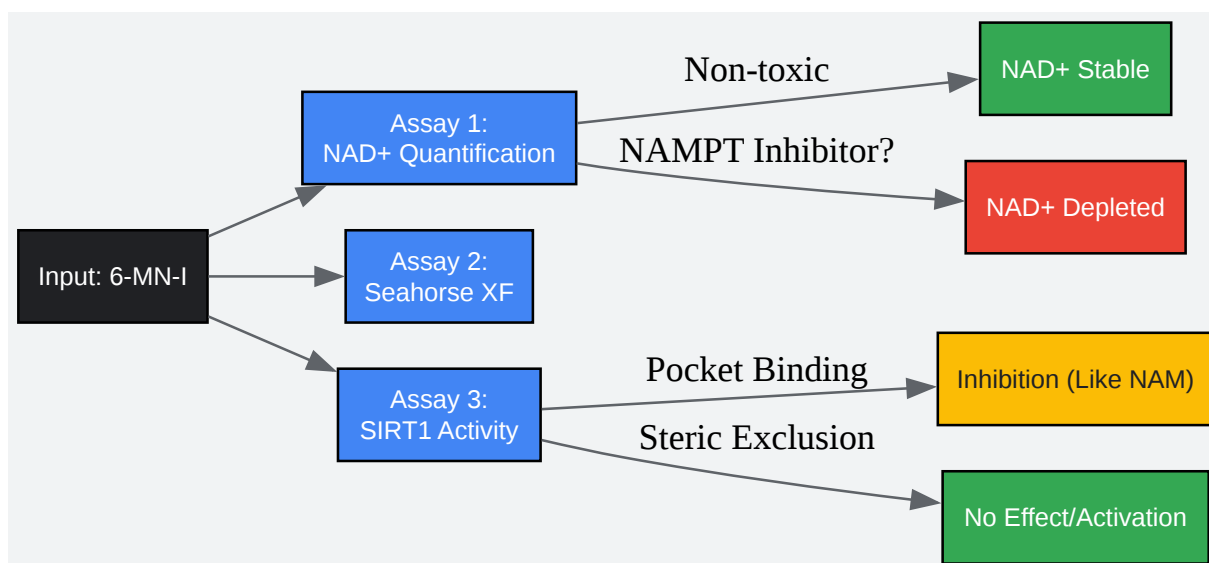 Input: 6-MN-I
Assay 1:
NAD+ Quantification
Non-toxic
NAD+ Stable
NAMPT Inhibitor?
NAD+ Depleted
Assay 2:
Seahorse XF
Assay 3:
SIRT1 Activity
Pocket Binding
Inhibition (Like NAM)
Steric Exclusion
No Effect/Activation